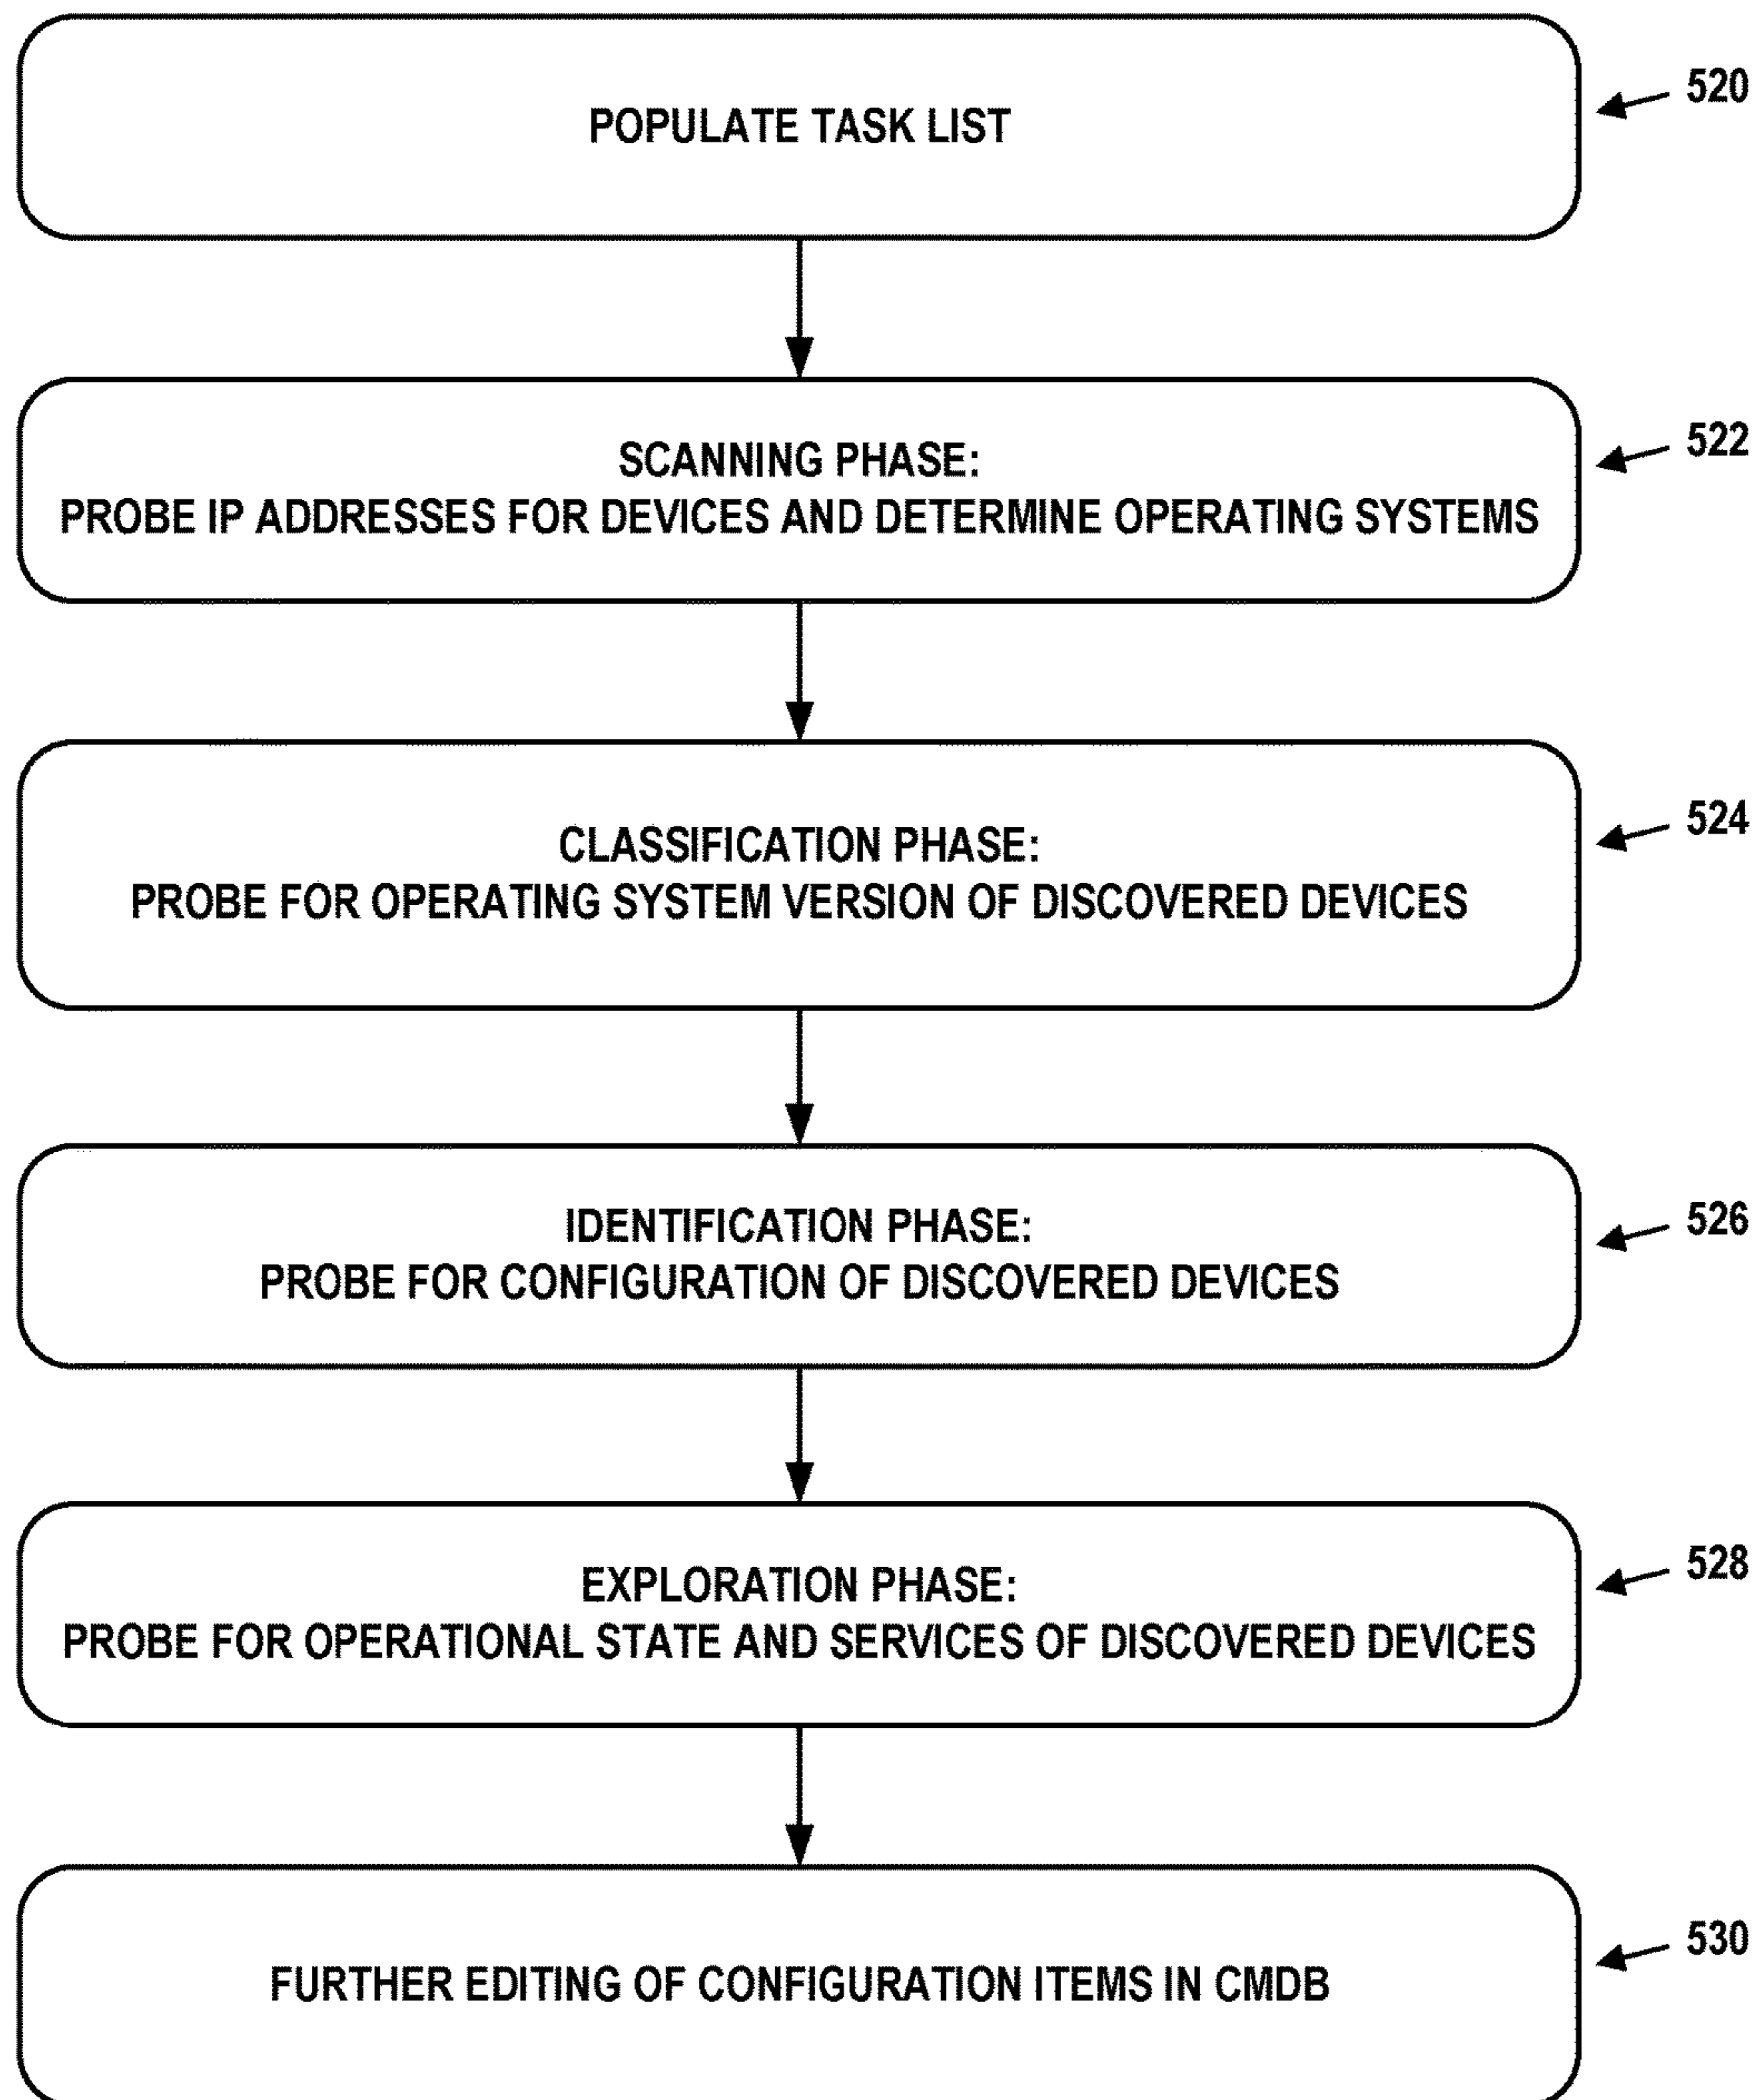 POPULATE TASK LIST
520
SCANNING PHASE:
PROBE IP ADDRESSES FOR DEVICES AND DETERMINE OPERATING SYSTEMS
522
CLASSIFICATION PHASE:
PROBE FOR OPERATING SYSTEM VERSION OF DISCOVERED DEVICES
524
IDENTIFICATION PHASE:
PROBE FOR CONFIGURATION OF DISCOVERED DEVICES
526
EXPLORATION PHASE:
PROBE FOR OPERATIONAL STATE AND SERVICES OF DISCOVERED DEVICES
528
FURTHER EDITING OF CONFIGURATION ITEMS IN CMDB
530